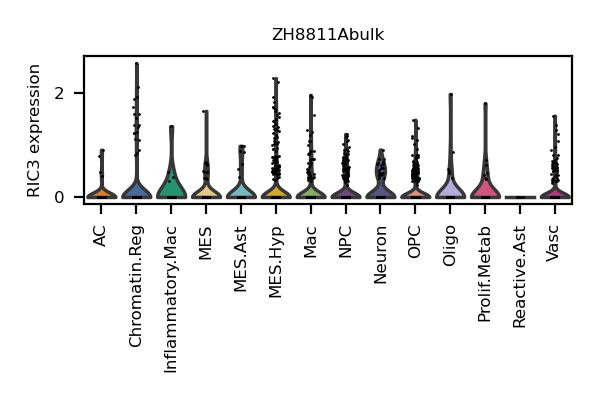 ZH8811Abulk
RIC3 expression
2
0
AC
Chromatin.Reg
Inflammatory.Mac
MES
MES.Ast
MES.Hyp
Mac
NPC
Neuron
OPC
Oligo
Prolif.Metab
Reactive.Ast
Vasc